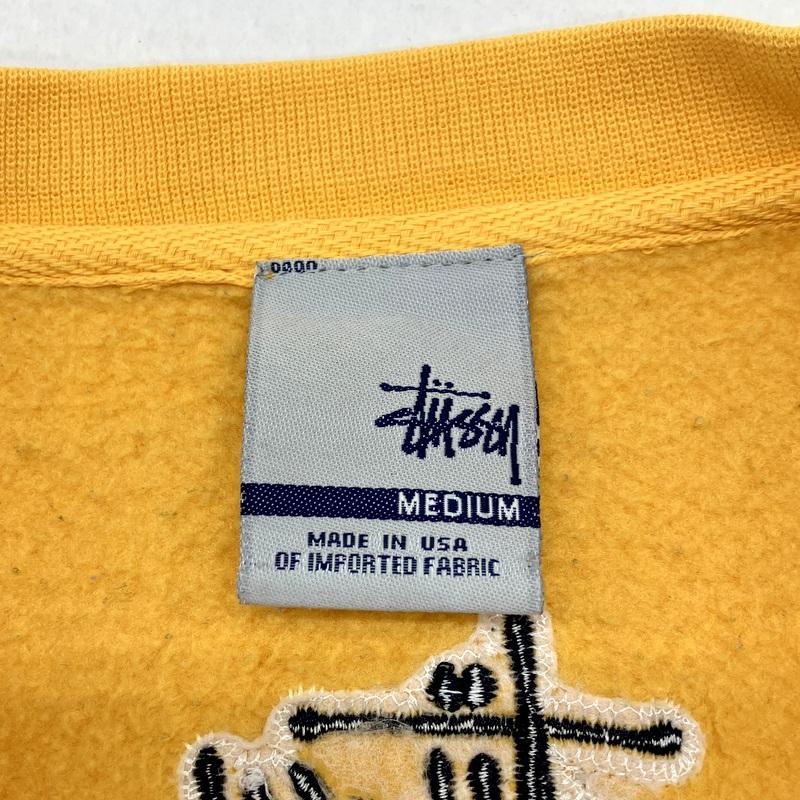 Stüssy
MEDIUM
MADE IN USA
OF IMPORTED FABRIC